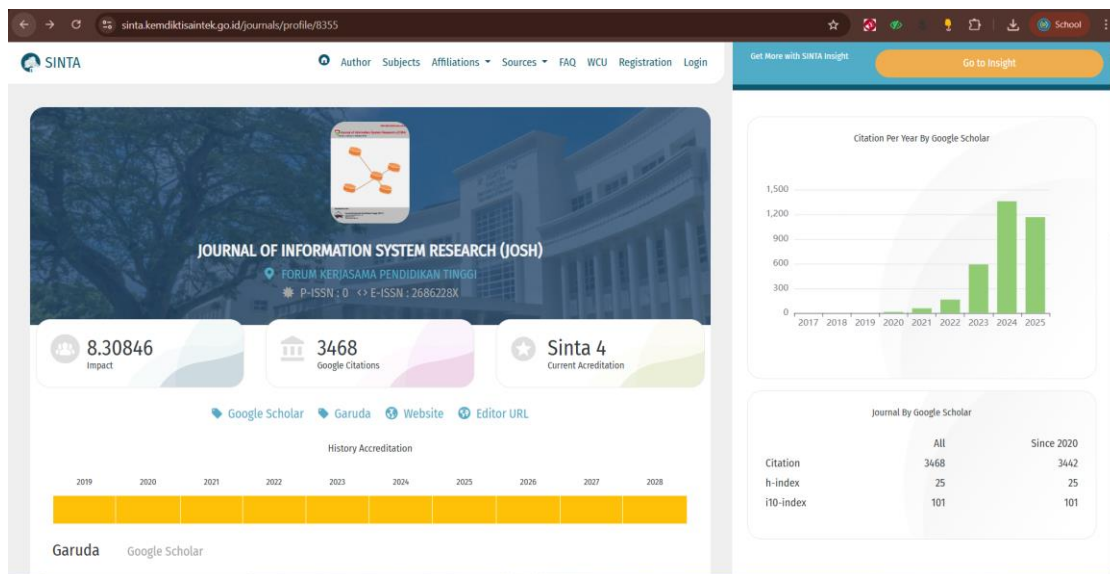 sinta.kemdiktisaintek.go.id/journals/profile/8355
School
SINTA
Author Subjects Affiliations Sources FAQ WCU Registration Login
Get More with SINTA Insight
Go to Insight
JOURNAL OF INFORMATION SYSTEM RESEARCH (JOSH)
FORUM KERJASAMA PENDIDIKAN TINGGI
P-ISSN : 0 <> E-ISSN : 2686228X
8.30846
Impact
3468
Google Citations
Sinta 4
Current Acreditation
Google Scholar Garuda Website Editor URL
History Accreditation
2019 2020 2021 2022 2023 2024 2025 2026 2027 2028
Garuda Google Scholar
Citation Per Year By Google Scholar
1,500
1,200
900
600
300
0
2017 2018 2019 2020 2021 2022 2023 2024 2025
Journal By Google Scholar
All Since 2020
Citation 3468 3442
h-index 25 25
i10-index 101 101